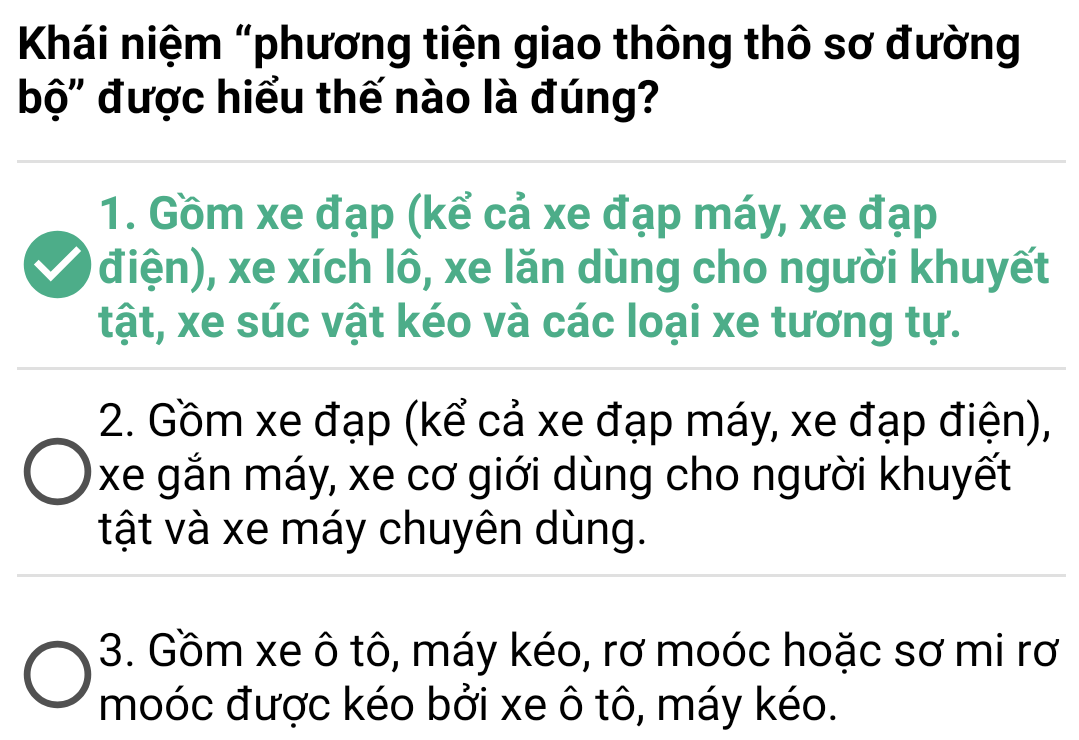 Khái niệm “phương tiện giao thông thô sơ đường
bộ” được hiểu thế nào là đúng?
1. Gồm xe đạp (kể cả xe đạp máy, xe đạp
điện), xe xích lô, xe lăn dùng cho người khuyết
tật, xe súc vật kéo và các loại xe tương tự.
2. Gồm xe đạp (kể cả xe đạp máy, xe đạp điện),
xe gắn máy, xe cơ giới dùng cho người khuyết
tật và xe máy chuyên dùng.
3. Gồm xe ô tô, máy kéo, rơ moóc hoặc sơ mi rơ
moóc được kéo bởi xe ô tô, máy kéo.